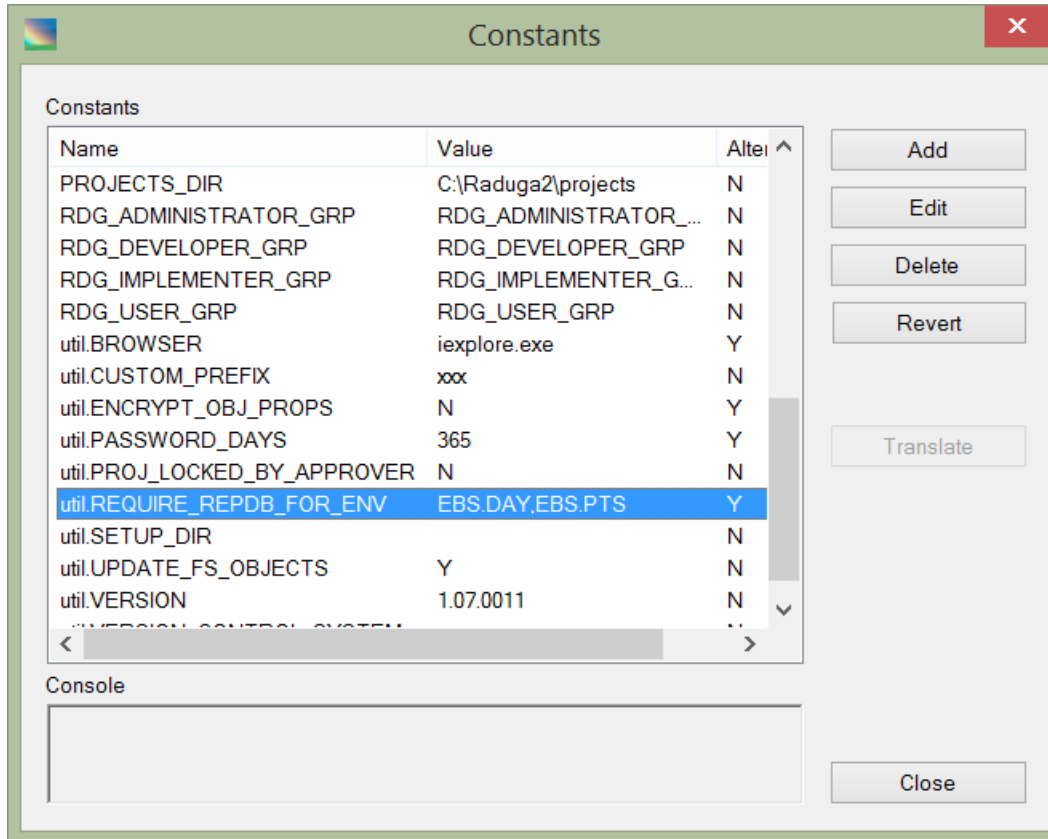 Constants
Constants
Name Value Alter
PROJECTS_DIR C:\Raduga2\projects N
RDG_ADMINISTRATOR_GRP RDG_ADMINISTRATOR_... N
RDG_DEVELOPER_GRP RDG_DEVELOPER_GRP N
RDG_IMPLEMENTER_GRP RDG_IMPLEMENTER_G... N
RDG_USER_GRP RDG_USER_GRP N
util.BROWSER iexplore.exe Y
util.CUSTOM_PREFIX xxx N
util.ENCRYPT_OBJ_PROPS N Y
util.PASSWORD_DAYS 365 Y
util.PROJ_LOCKED_BY_APPROVER N N
util.REQUIRE_REPDB_FOR_ENV EBS.DAY,EBS.PTS Y
util.SETUP_DIR N
util.UPDATE_FS_OBJECTS Y N
util.VERSION 1.07.0011 N
util.VERSION_CONTROL_SYSTEM N
Add
Edit
Delete
Revert
Translate
Console
Close